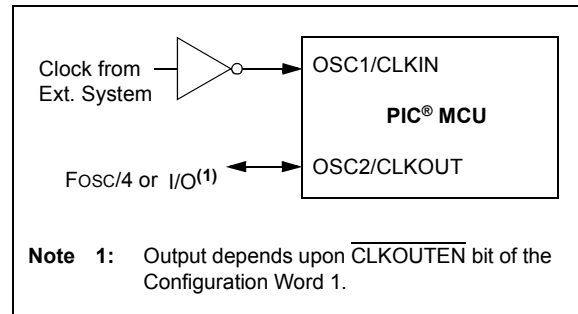 Clock from
Ext. System
OSC1/CLKIN
PIC® MCU
FOSC/4 or I/O(1)
OSC2/CLKOUT
Note 1: Output depends upon CLKOUTEN bit of the
Configuration Word 1.